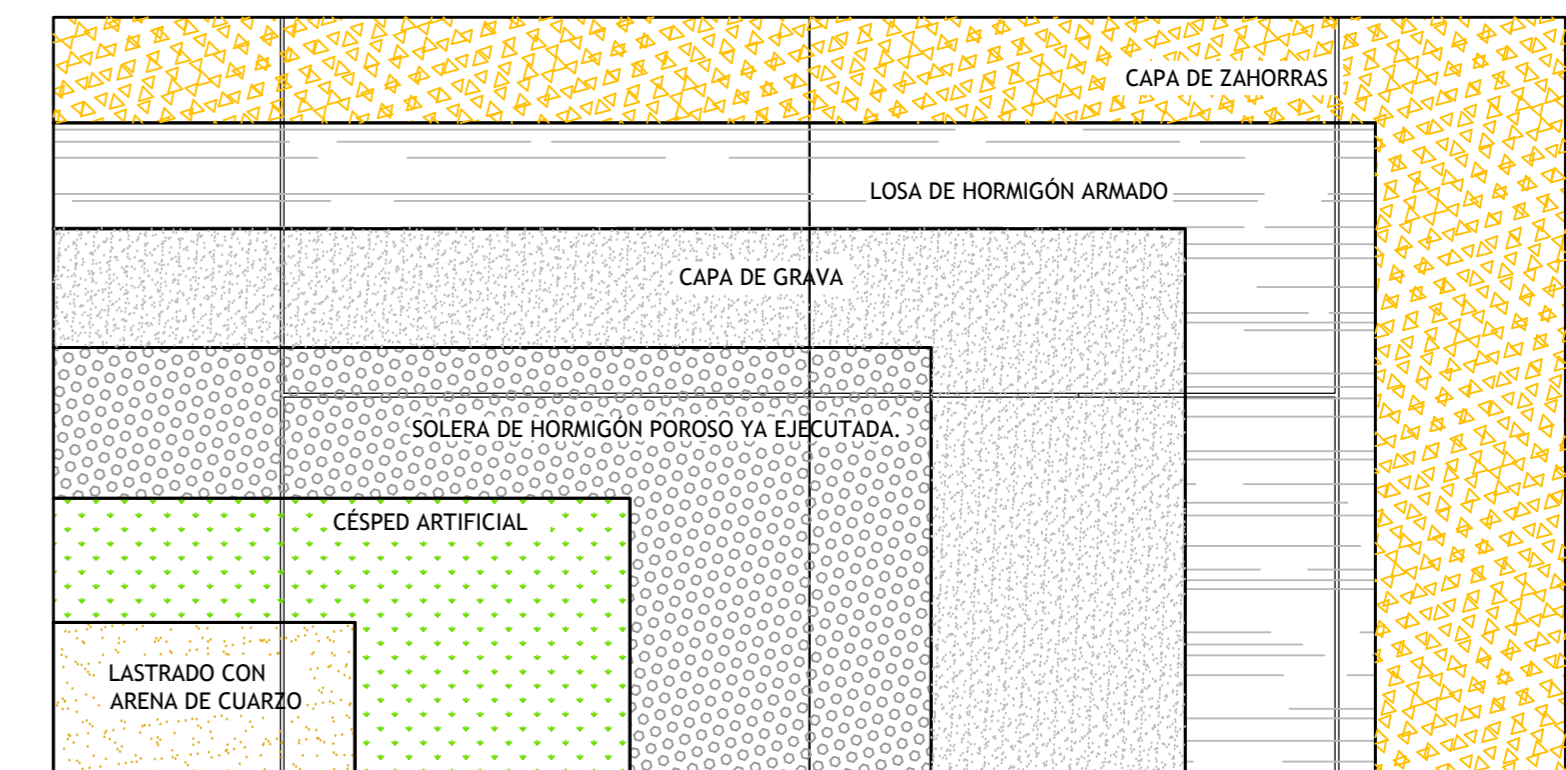 CAPA DE ZAHORRAS
LOSA DE HORMIGÓN ARMADO
CAPA DE GRAVA
SOLERA DE HORMIGÓN POROSO YA EJECUTADA.
CÉSPED ARTIFICIAL
LASTRADO CON
ARENA DE CUARZO